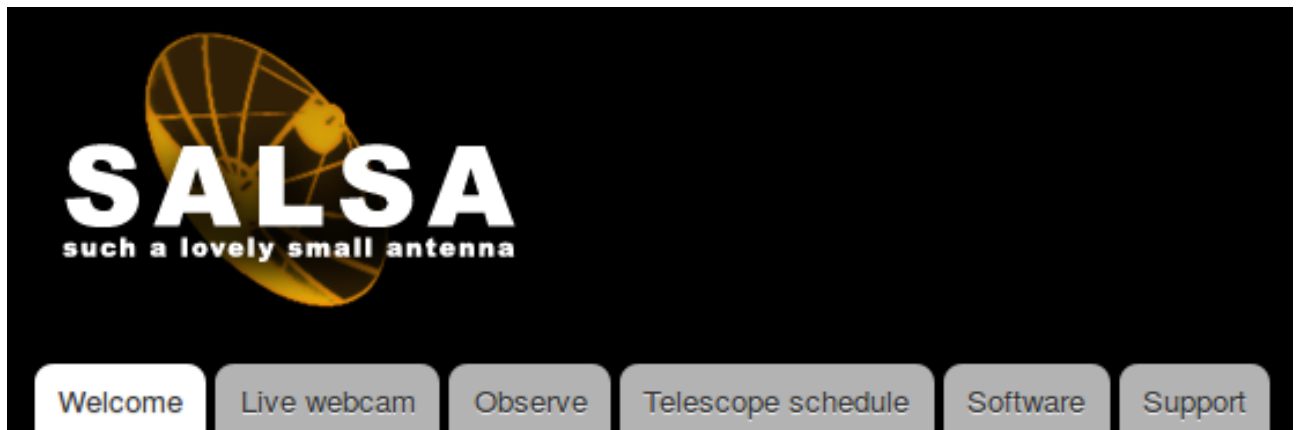 SALSA
such a lovely small antenna
Welcome Live webcam Observe Telescope schedule Software Support